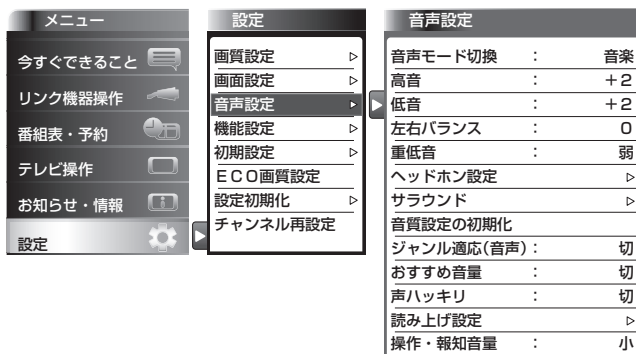 メニュー
今すぐできること
リンク機器操作
番組表・予約
テレビ操作
お知らせ・情報
設定
設定
画質設定
画面設定
音声設定
機能設定
初期設定
ECO画質設定
設定初期化
チャンネル再設定
音声設定
音声モード切換 : 音楽
高音 : +2
低音 : +2
左右バランス : 0
重低音 : 弱
ヘッドホン設定
サラウンド
音質設定の初期化
ジャンル適応(音声) : 切
おすすめ音量 : 切
声ハッキリ : 切
読み上げ設定
操作・報知音量 : 小